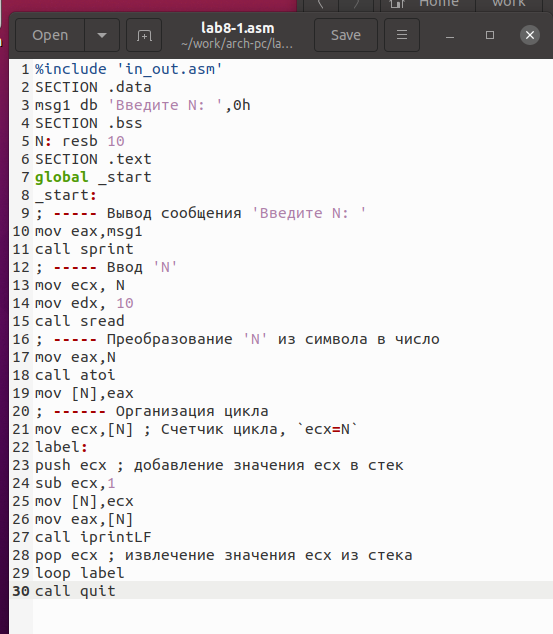 Home work
Open lab8-1.asm Save
~/work/arch-pc/la...
1 %include 'in_out.asm'
2 SECTION .data
3 msg1 db 'Введите N: ',0h
4 SECTION .bss
5 N: resb 10
6 SECTION .text
7 global _start
8 _start:
9 ; ----- Вывод сообщения 'Введите N: '
10 mov eax,msg1
11 call sprint
12 ; ----- Ввод 'N'
13 mov ecx, N
14 mov edx, 10
15 call sread
16 ; ----- Преобразование 'N' из символа в число
17 mov eax,N
18 call atoi
19 mov [N],eax
20 ; ------ Организация цикла
21 mov ecx,[N] ; Счетчик цикла, `ecx=N`
22 label:
23 push ecx ; добавление значения ecx в стек
24 sub ecx,1
25 mov [N],ecx
26 mov eax,[N]
27 call iprintLF
28 pop ecx ; извлечение значения ecx из стека
29 loop label
30 call quit